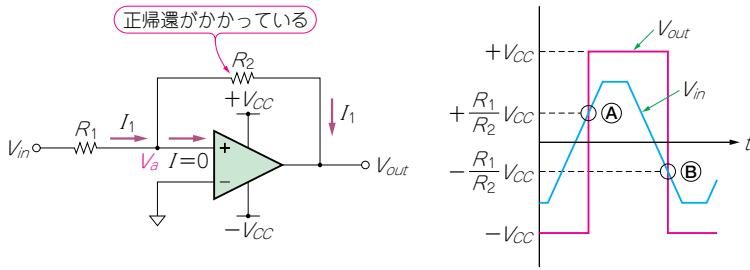 正帰還がかかっている
R2
+VCC
I1
R1
I1
Vin
Va
I=0
+
−
Vout
−VCC
Vout
+VCC
Vin
+R1/R2 VCC
A
t
−R1/R2 VCC
B
−VCC